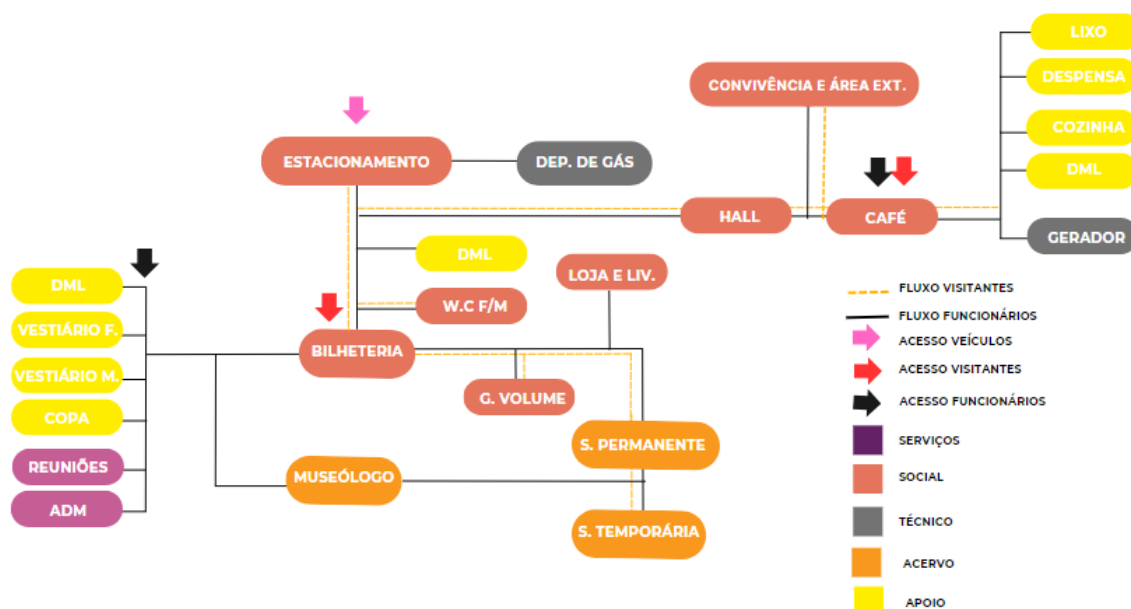 LIXO
CONVIVÊNCIA E ÁREA EXT.
DESPENSA
ESTACIONAMENTO
DEP. DE GÁS
COZINHA
DML
HALL
CAFÉ
GERADOR
DML
LOJA E LIV.
DML
W.C F/M
VESTIÁRIO F.
BILHETERIA
VESTIÁRIO M.
G. VOLUME
COPA
S. PERMANENTE
REUNIÕES
MUSEÓLOGO
ADM
S. TEMPORÁRIA
FLUXO VISITANTES
FLUXO FUNCIONÁRIOS
ACESSO VEÍCULOS
ACESSO VISITANTES
ACESSO FUNCIONÁRIOS
SERVIÇOS
SOCIAL
TÉCNICO
ACERVO
APOIO